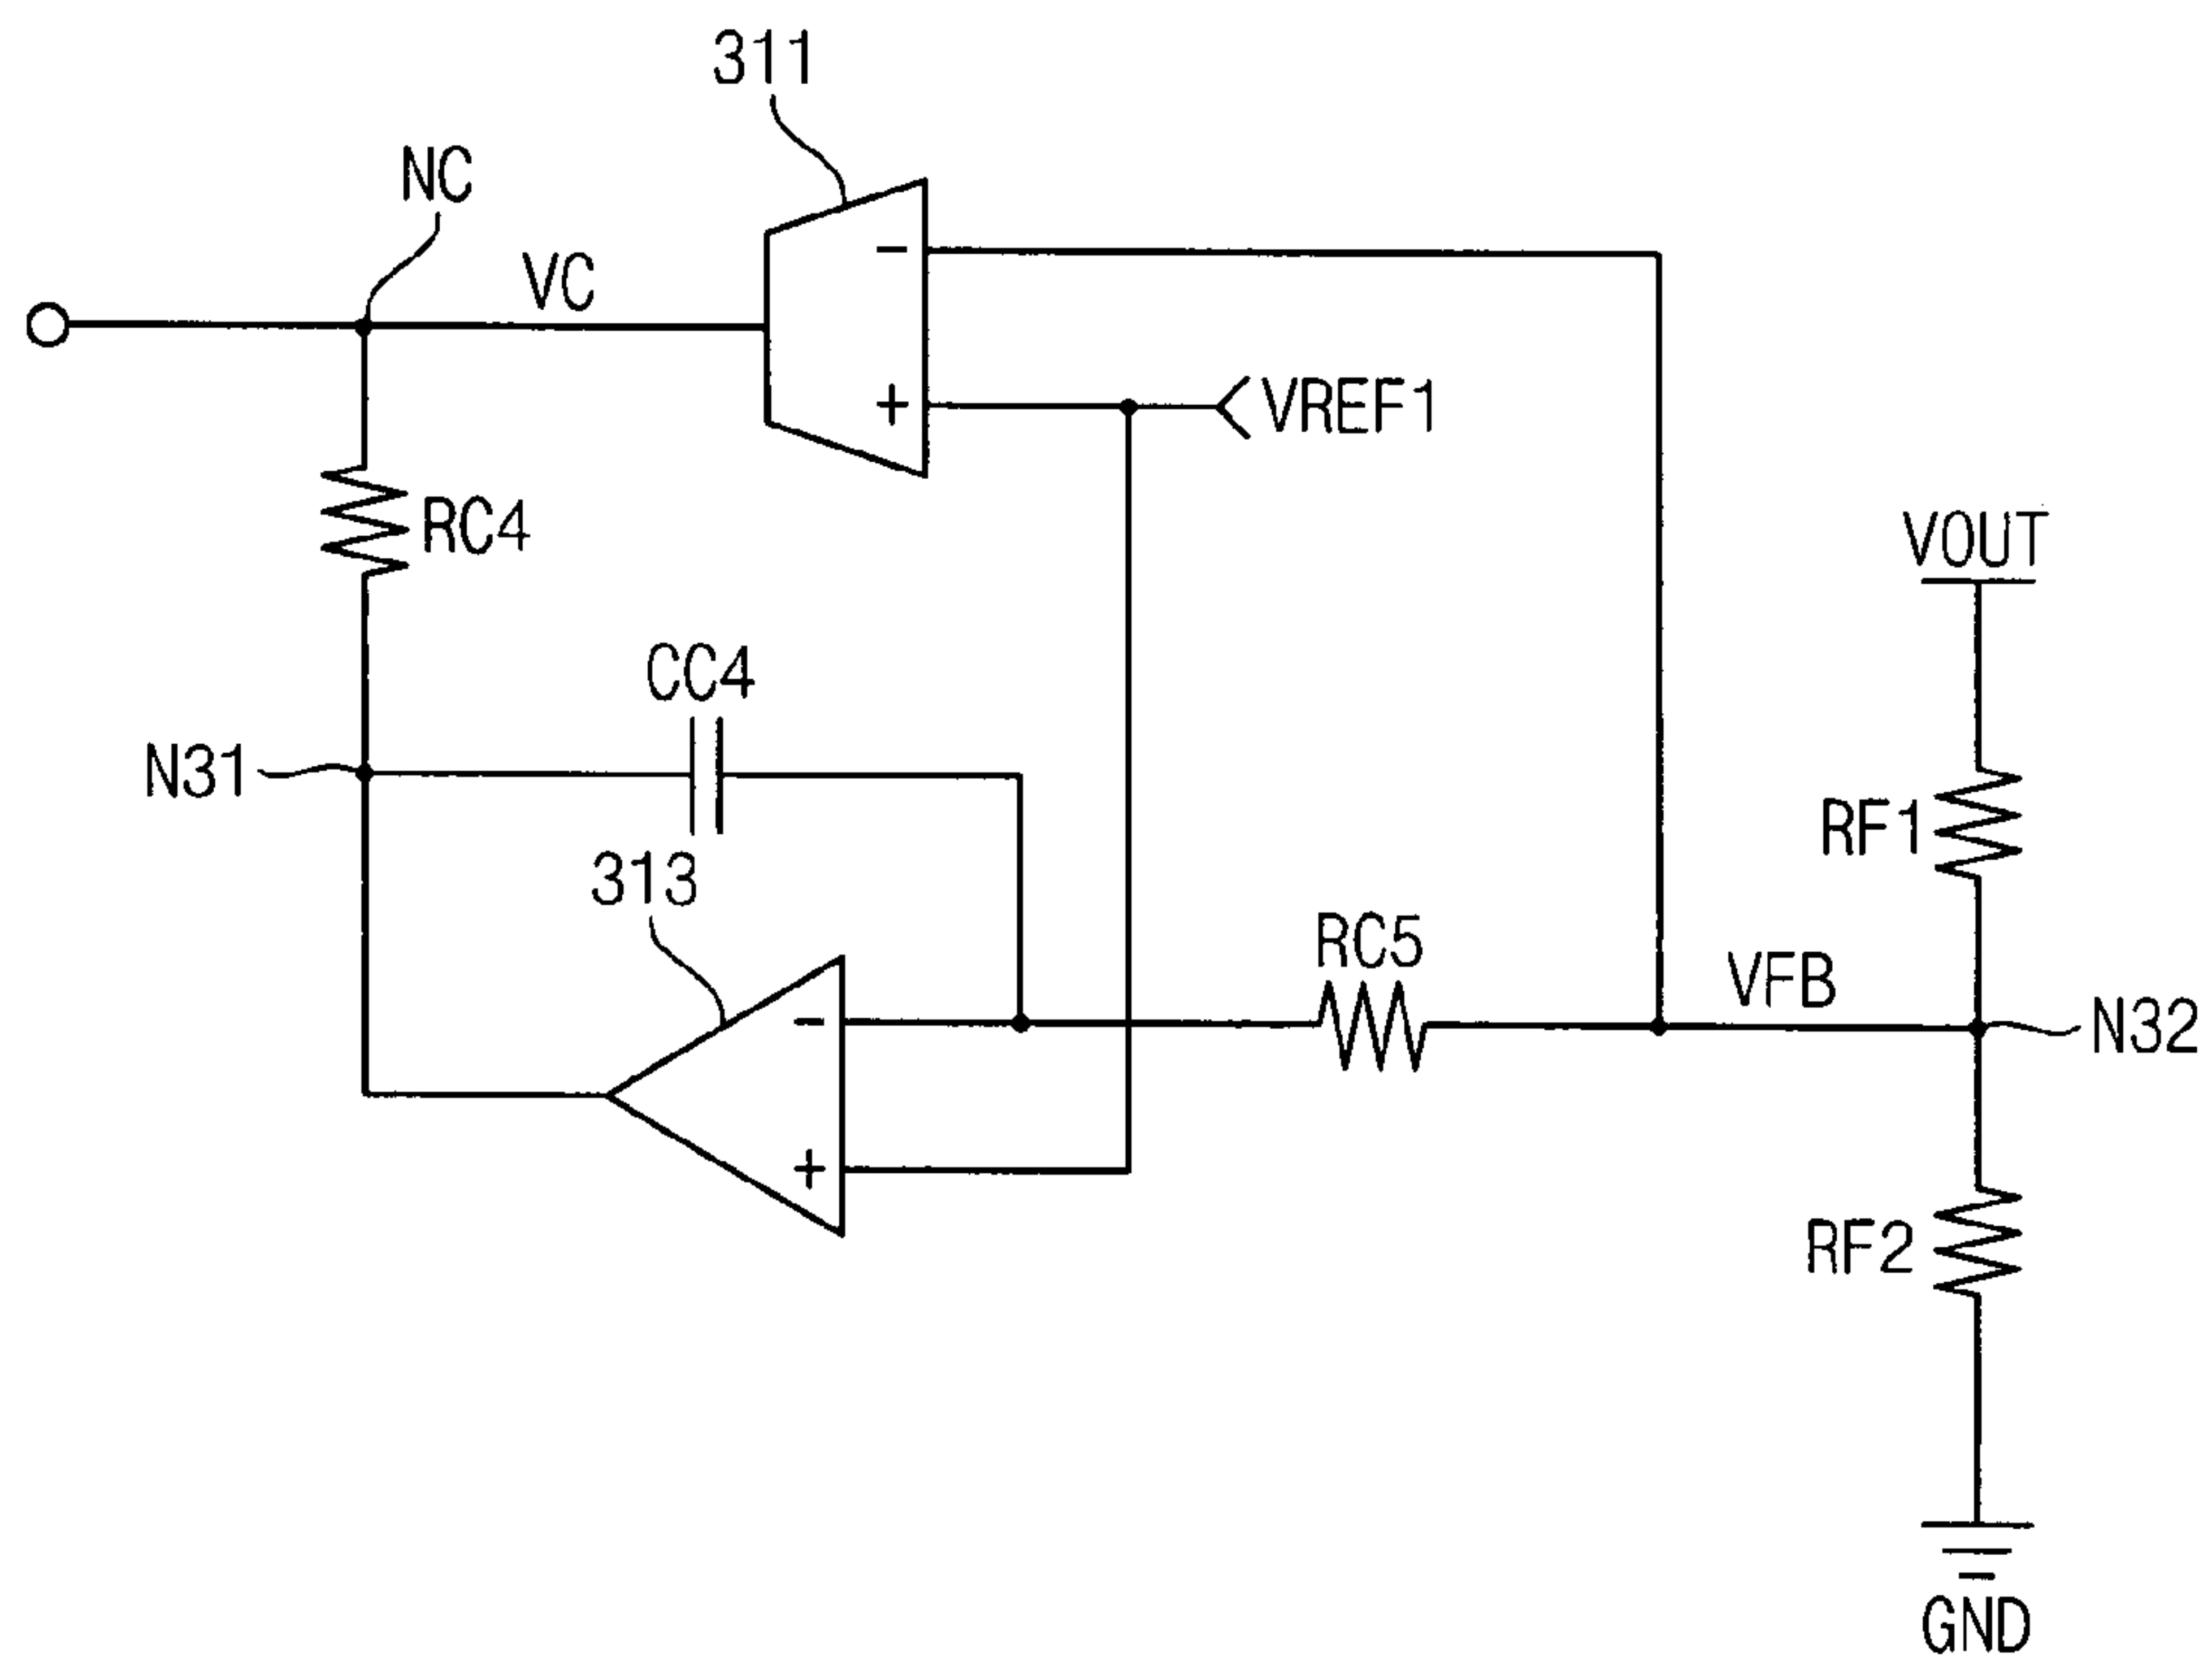 311
NC
VC
-
+
VREF1
RC4
VOUT
CC4
N31
RF1
313
RC5
VFB
-
N32
+
RF2
GND